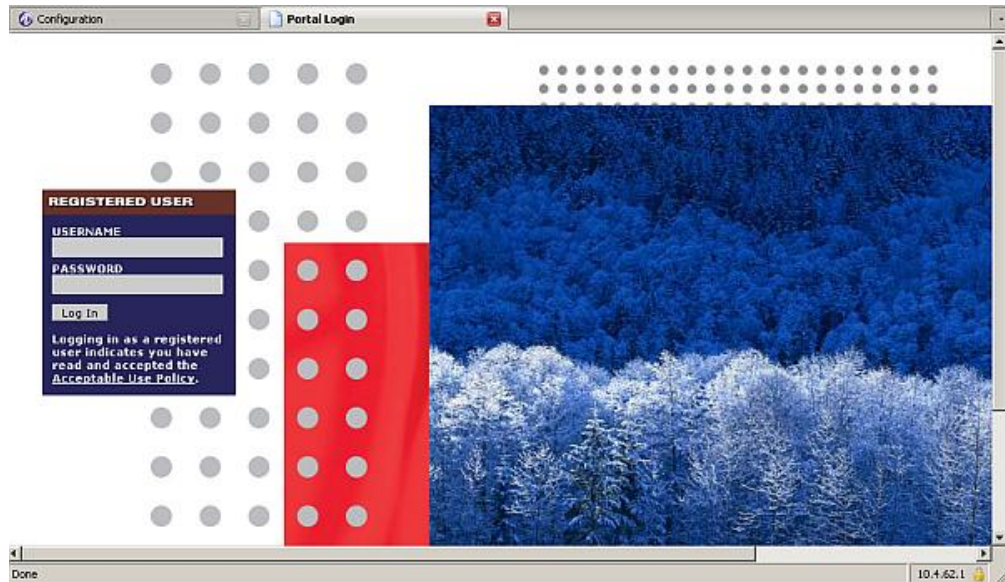 Configuration
Portal Login
REGISTERED USER
USERNAME
PASSWORD
Log In
Logging in as a registered
user indicates you have
read and accepted the
Acceptable Use Policy.
Done
10.4.62.1